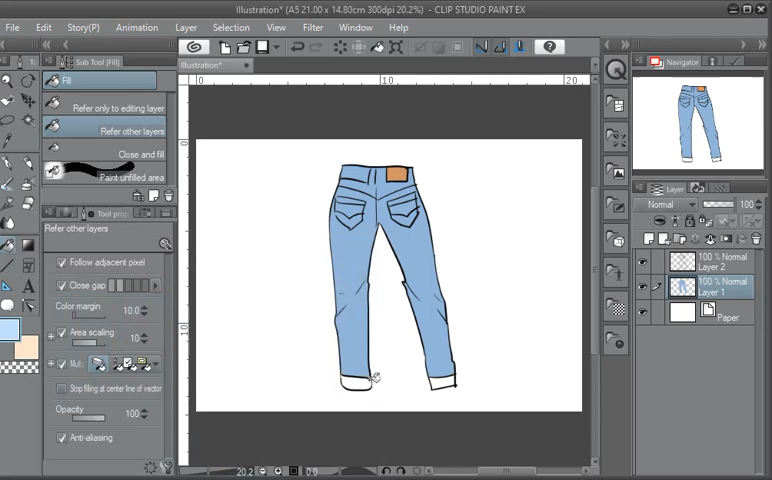 Illustration* (A5 21.00 x 14.80cm 300dpi 20.2%) - CLIP STUDIO PAINT EX
File Edit Story(P) Animation Layer Selection View Filter Window Help
Illustration*
Sub Tool [Fill]
Fill
Refer only to editing layer
Refer other layers
Close and fill
Paint unfilled area
Tool pro
Refer other layers
Follow adjacent pixel
Close gap
Color margin 10.0
Area scaling 10
Stop filling at center line of vector
Opacity 100
Anti-aliasing
0 10 20
0
10
20.2 0.0
Navigator
Layer
Normal 100
100 % Normal
Layer 2
100 % Normal
Layer 1
Paper